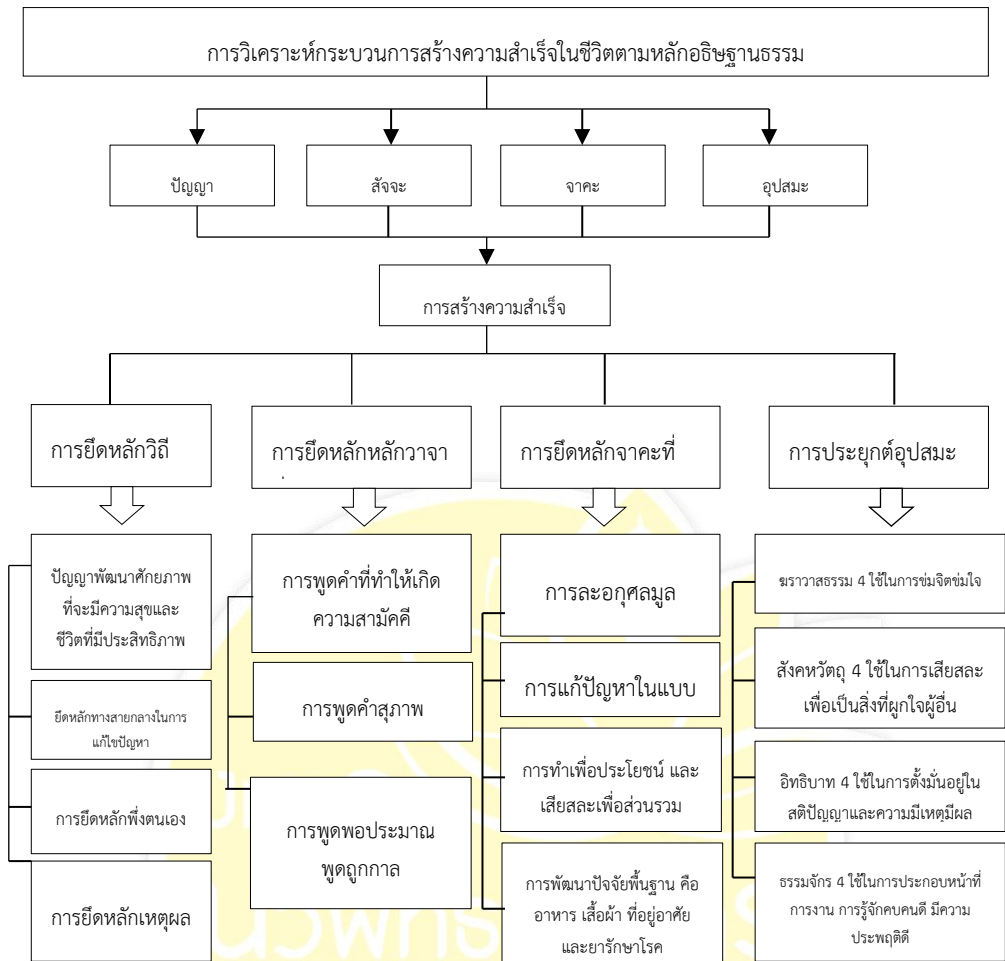 การวิเคราะห์กระบวนการสร้างความสำเร็จในชีวิตตามหลักอธิษฐานธรรม
ปัญญา
สัจจะ
จาคะ
อุปสมะ
การสร้างความสำเร็จ
การยึดหลักวิถี
การยึดหลักหลักวาจา
การยึดหลักจาคะที่
การประยุกต์อุปสมะ
ปัญญาพัฒนาศักยภาพ
ที่จะมีความสุขและ
ชีวิตที่มีประสิทธิภาพ
ยึดหลักทางสายกลางในการ
แก้ไขปัญหา
การยึดหลักพึ่งตนเอง
การยึดหลักเหตุผล
การพูดคำที่ทำให้เกิด
ความสามัคคี
การพูดคำสุภาพ
การพูดพอประมาณ
พูดถูกกาล
การละอกุศลมูล
การแก้ปัญหาในแบบ
การทำเพื่อประโยชน์ และ
เสียสละเพื่อส่วนรวม
การพัฒนาปัจจัยพื้นฐาน คือ
อาหาร เสื้อผ้า ที่อยู่อาศัย
และยารักษาโรค
ฆราวาสธรรม 4 ใช้ในการข่มจิตข่มใจ
สังคหวัตถุ 4 ใช้ในการเสียสละ
เพื่อเป็นสิ่งที่ผูกใจผู้อื่น
อิทธิบาท 4 ใช้ในการตั้งมั่นอยู่ใน
สติปัญญาและความมีเหตุมีผล
ธรรมจักร 4 ใช้ในการประกอบหน้าที่
การงาน การรู้จักคบคนดี มีความ
ประพฤติดี